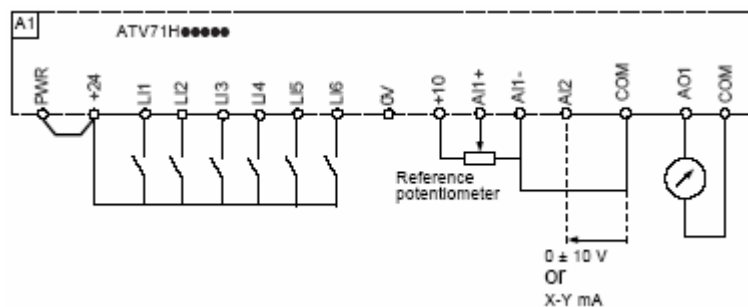 A1
ATV71H●●●●●
PWR
+24
LI1
LI2
LI3
LI4
LI5
LI6
0V
+10
AI1+
AI1-
AI2
COM
AO1
COM
Reference
potentiometer
0 ± 10 V
or
X-Y mA